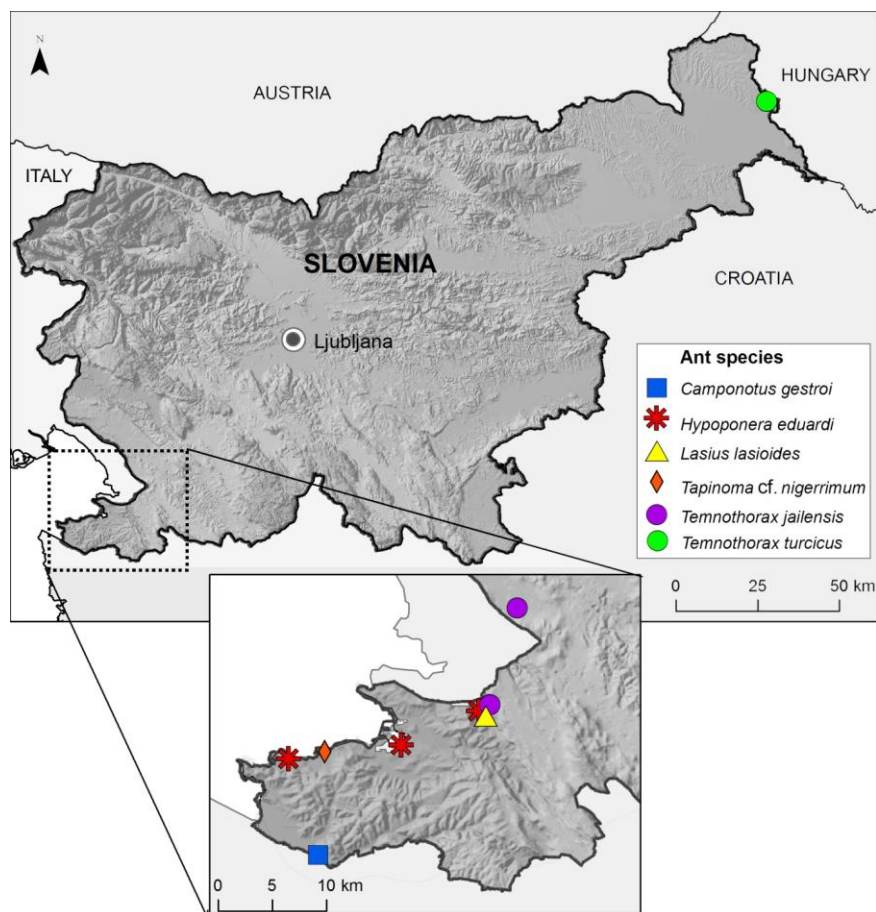 N
AUSTRIA
HUNGARY
ITALY
SLOVENIA
CROATIA
Ljubljana
Ant species
Camponotus gestroi
Hypoponera eduardi
Lasius lasioides
Tapinoma cf. nigerrimum
Temnothorax jailensis
Temnothorax turcicus
0 25 50 km
0 5 10 km